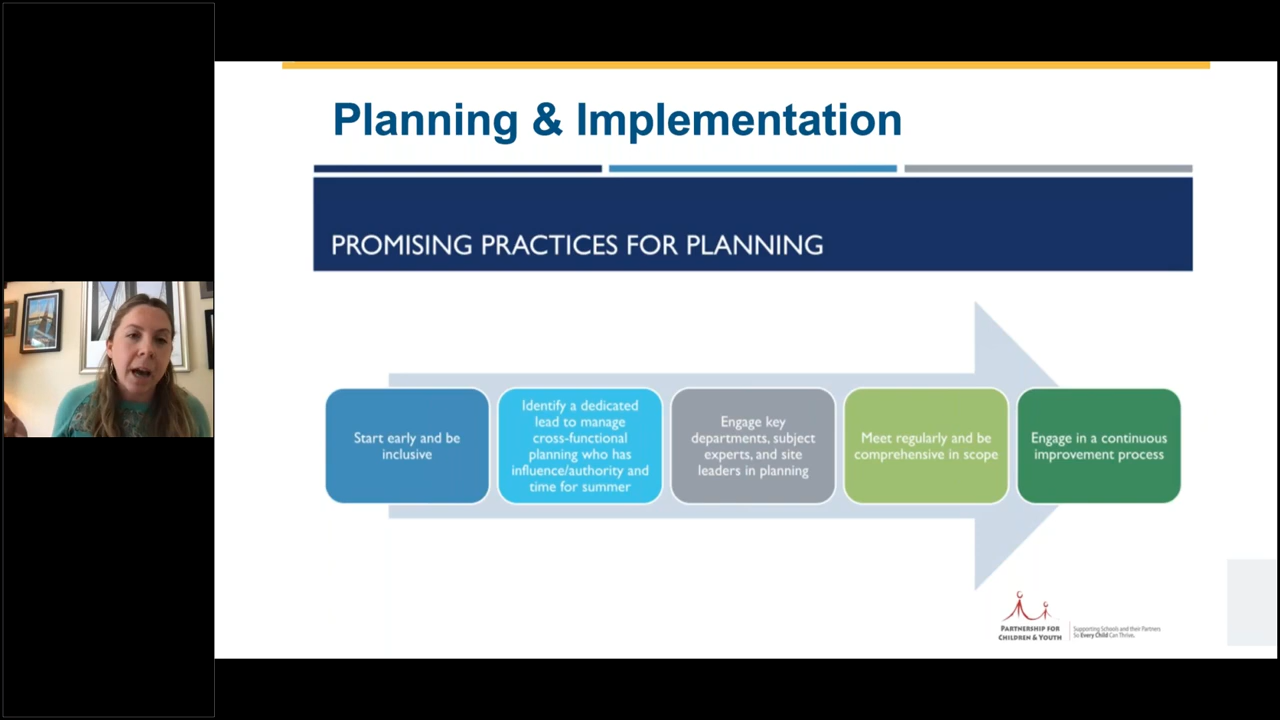 Planning & Implementation
PROMISING PRACTICES FOR PLANNING
Start early and be
inclusive
Identify a dedicated
lead to manage
cross-functional
planning who has
influence/authority and
time for summer
Engage key
departments, subject
experts, and site
leaders in planning
Meet regularly and be
comprehensive in scope
Engage in a continuous
improvement process
PARTNERSHIP FOR
CHILDREN & YOUTH
Supporting Schools and their Partners
So Every Child Can Thrive.